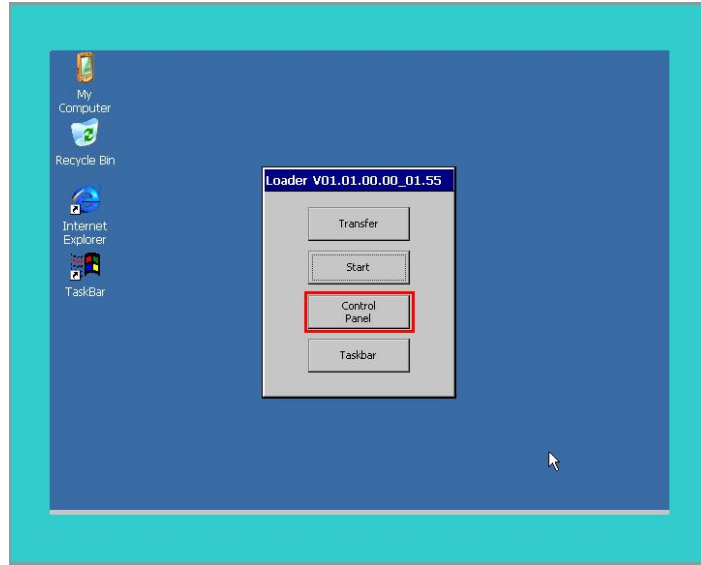 My
Computer
Recycle Bin
Internet
Explorer
TaskBar
Loader V01.01.00.00_01.55
Transfer
Start
Control
Panel
Taskbar